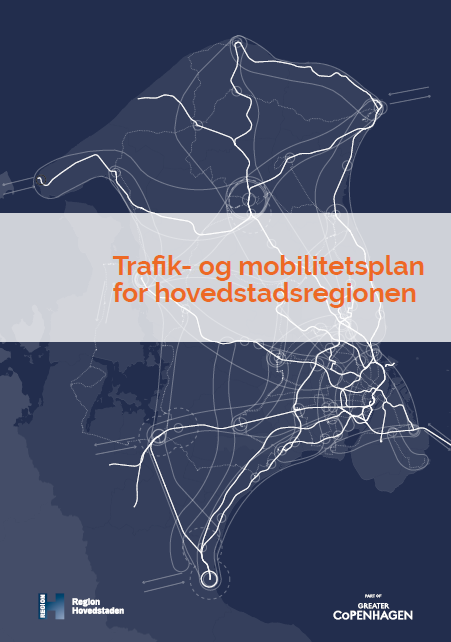 Trafik- og mobilitetsplan
for hovedstadsregionen
REGION H
Region
Hovedstaden
PART OF
GREATER
COPENHAGEN